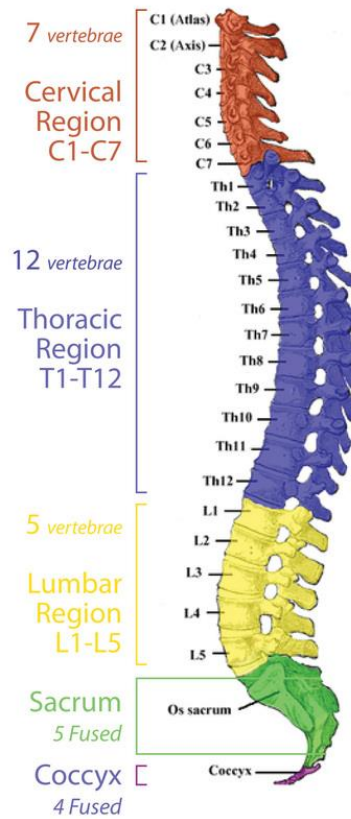 7 vertebrae
Cervical
Region
C1-C7
C1 (Atlas)
C2 (Axis)
C3
C4
C5
C6
C7
12 vertebrae
Thoracic
Region
T1-T12
Th1
Th2
Th3
Th4
Th5
Th6
Th7
Th8
Th9
Th10
Th11
Th12
5 vertebrae
Lumbar
Region
L1-L5
L1
L2
L3
L4
L5
Sacrum
5 Fused
Os sacrum
Coccyx
4 Fused
Coccyx